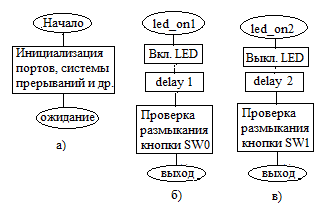 Начало
Инициализация
портов, системы
прерываний и др.
ожидание
а)
led_on1
Вкл. LED
delay 1
Проверка
размыкания
кнопки SW0
выход
б)
led_on2
Выкл. LED
delay 2
Проверка
размыкания
кнопки SW1
выход
в)